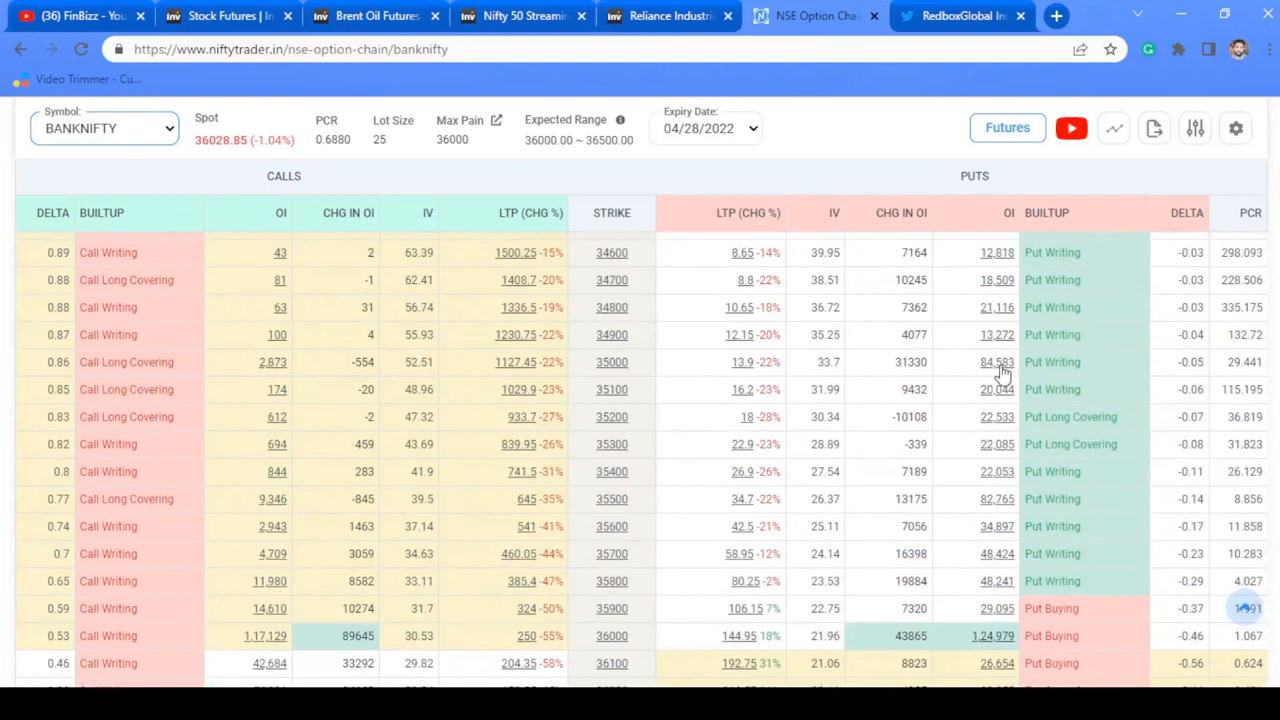 (36) FinBizz - You
Stock Futures | In
Brent Oil Futures
Nifty 50 Streamin
Reliance Industri
NSE Option Chai
RedboxGlobal In
https://www.niftytrader.in/nse-option-chain/banknifty
Video Trimmer - Cu...
Symbol:
BANKNIFTY
Spot
36028.85 (-1.04%)
PCR
0.6880
Lot Size
25
Max Pain
36000
Expected Range
36000.00 ~ 36500.00
Expiry Date:
04/28/2022
Futures
CALLS PUTS
DELTA BUILTUP OI CHG IN OI IV LTP (CHG %) STRIKE LTP (CHG %) IV CHG IN OI OI BUILTUP DELTA PCR
0.89 Call Writing 43 2 63.39 1500.25 -15% 34600 8.65 -14% 39.95 7164 12,818 Put Writing -0.03 298.093
0.88 Call Long Covering 81 -1 62.41 1408.7 -20% 34700 8.8 -22% 38.51 10245 18,509 Put Writing -0.03 228.506
0.88 Call Writing 63 31 56.74 1336.5 -19% 34800 10.65 -18% 36.72 7362 21,116 Put Writing -0.03 335.175
0.87 Call Writing 100 4 55.93 1230.75 -22% 34900 12.15 -20% 35.25 4077 13,272 Put Writing -0.04 132.72
0.86 Call Long Covering 2,873 -554 52.51 1127.45 -22% 35000 13.9 -22% 33.7 31330 84,583 Put Writing -0.05 29.441
0.85 Call Long Covering 174 -20 48.96 1029.9 -23% 35100 16.2 -23% 31.99 9432 20,044 Put Writing -0.06 115.195
0.83 Call Long Covering 612 -2 47.32 933.7 -27% 35200 18 -28% 30.34 -10108 22,533 Put Long Covering -0.07 36.819
0.82 Call Writing 694 459 43.69 839.95 -26% 35300 22.9 -23% 28.89 -339 22,085 Put Long Covering -0.08 31.823
0.8 Call Writing 844 283 41.9 741.5 -31% 35400 26.9 -26% 27.54 7189 22,053 Put Writing -0.11 26.129
0.77 Call Long Covering 9,346 -845 39.5 645 -35% 35500 34.7 -22% 26.37 13175 82,765 Put Writing -0.14 8.856
0.74 Call Writing 2,943 1463 37.14 541 -41% 35600 42.5 -21% 25.11 7056 34,897 Put Writing -0.17 11.858
0.7 Call Writing 4,709 3059 34.63 460.05 -44% 35700 58.95 -12% 24.14 16398 48,424 Put Writing -0.23 10.283
0.65 Call Writing 11,980 8582 33.11 385.4 -47% 35800 80.25 -2% 23.53 19884 48,241 Put Writing -0.29 4.027
0.59 Call Writing 14,610 10274 31.7 324 -50% 35900 106.15 7% 22.75 7320 29,095 Put Buying -0.37
0.53 Call Writing 1,17,129 89645 30.53 250 -55% 36000 144.95 18% 21.96 43865 1,24,979 Put Buying -0.46 1.067
0.46 Call Writing 42,684 33292 29.82 204.35 -58% 36100 192.75 31% 21.06 8823 26,654 Put Buying -0.56 0.624